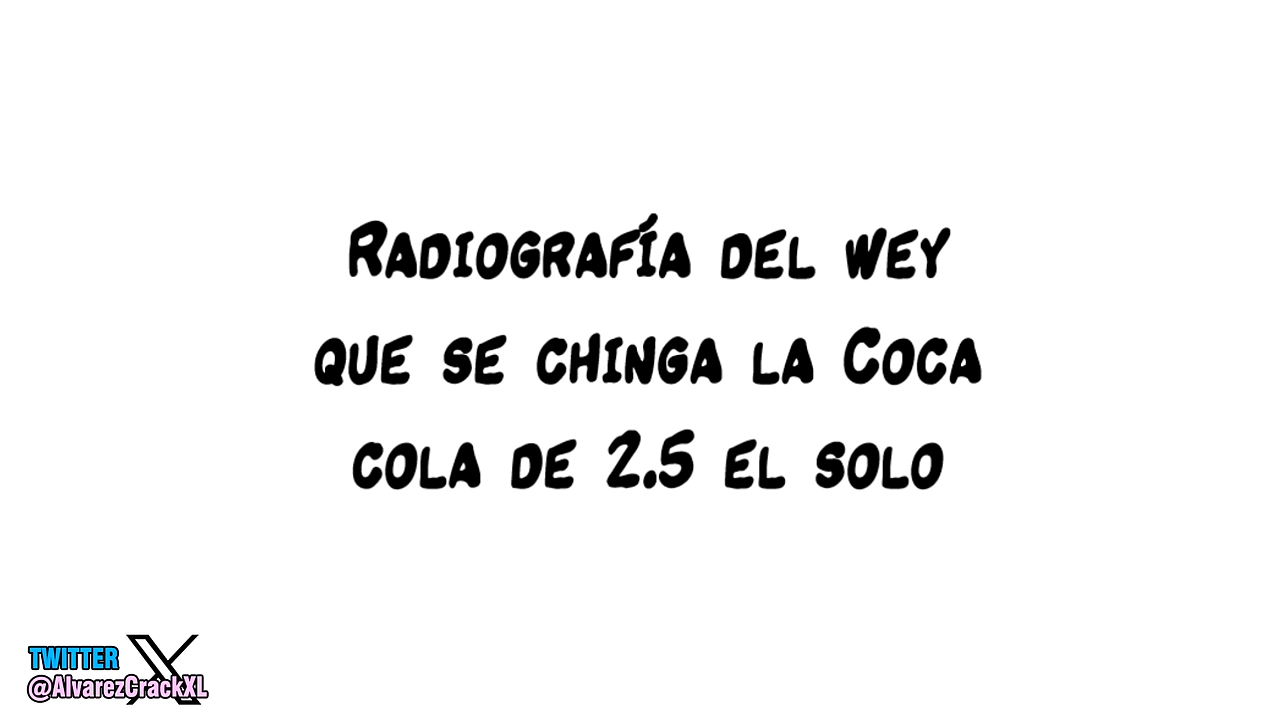 Radiografía del wey
que se chinga la Coca
cola de 2.5 el solo
TWITTER X
@AlvarezCrackXL